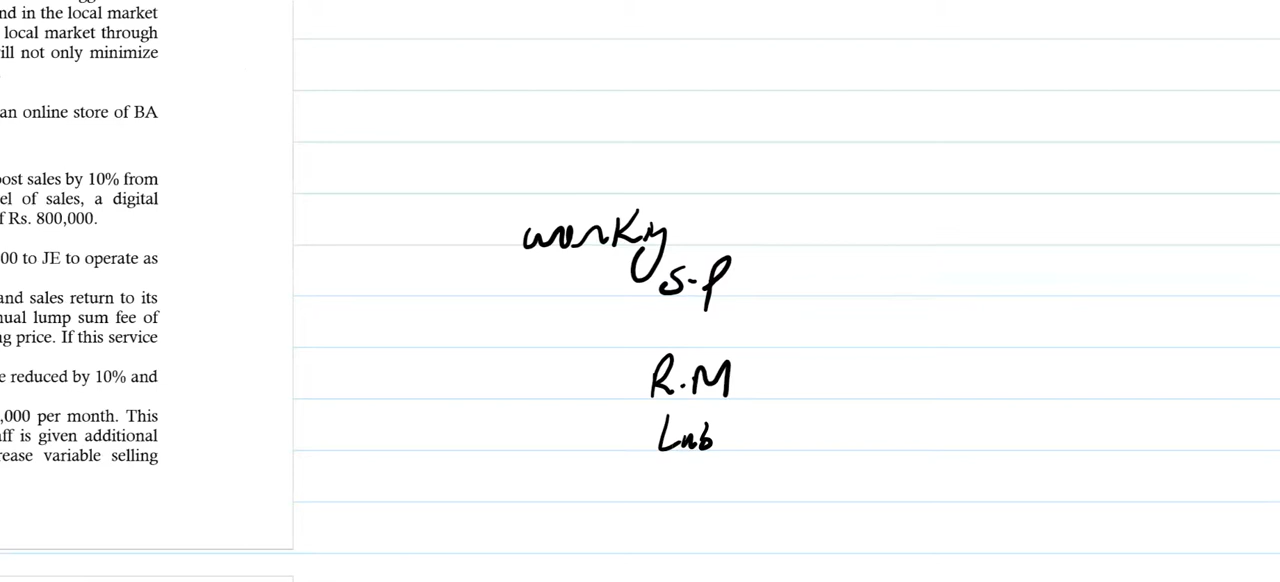 nd in the local market
local market through
ill not only minimize
an online store of BA
ost sales by 10% from
el of sales, a digital
f Rs. 800,000.
00 to JE to operate as
and sales return to its
nual lump sum fee of
ng price. If this service
e reduced by 10% and
,000 per month. This
ff is given additional
rease variable selling
S-P
R.M
Lab